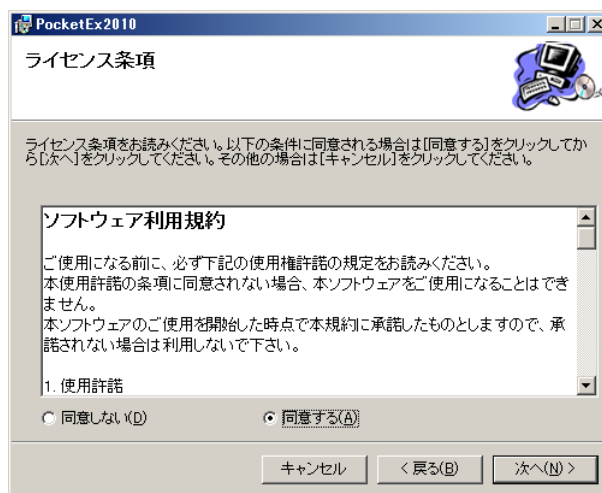 PocketEx2010
ライセンス条項
ライセンス条項をお読みください。以下の条件に同意される場合は[同意する]をクリックしてか
ら[次へ]をクリックしてください。その他の場合は[キャンセル]をクリックしてください。
ソフトウェア利用規約
ご使用になる前に、必ず下記の使用権許諾の規定をお読みください。
本使用許諾の条項に同意されない場合、本ソフトウェアをご使用になることはでき
ません。
本ソフトウェアのご使用を開始した時点で本規約に承諾したものとしますので、承
諾されない場合は利用しないで下さい。
1. 使用許諾
同意しない(D) 同意する(A)
キャンセル < 戻る(B) 次へ(N) >